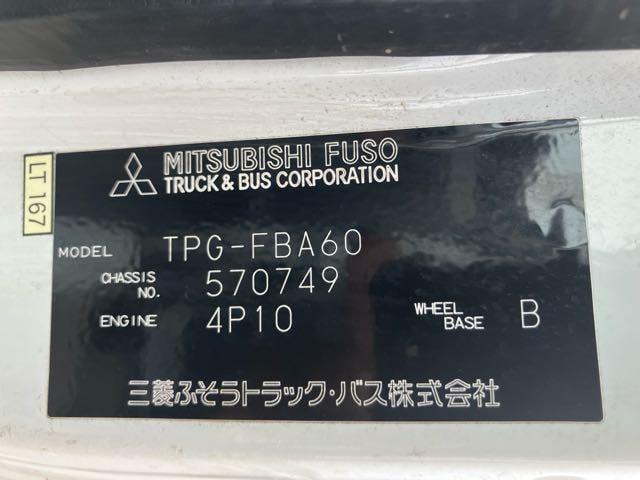 MITSUBISHI FUSO
TRUCK & BUS CORPORATION
LT 167
MODEL TPG-FBA60
CHASSIS NO. 570749
ENGINE 4P10
WHEEL BASE B
三菱ふそうトラック・バス株式会社